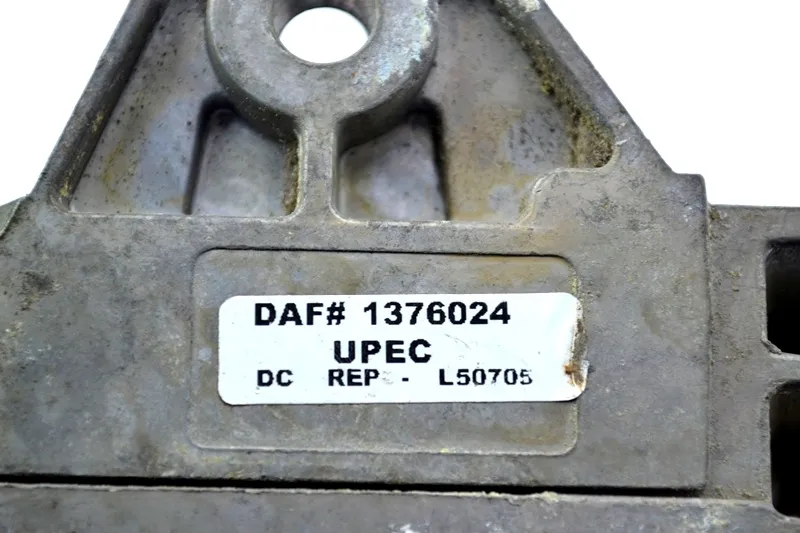 DAF# 1376024
UPEC
DC REP - L50705